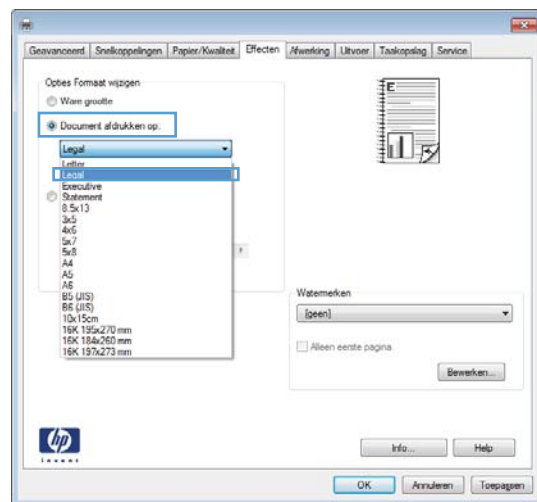 Geavanceerd Snelkoppelingen Papier/Kwaliteit Effecten Afwerking Uitvoer Taakopslag Service
Opties Formaat wijzigen
Ware grootte
Document afdrukken op:
Legal
Letter
Legal
Executive
Statement
8.5x13
3x5
4x6
5x7
5x8
A4
A5
A6
B5 (JIS)
B6 (JIS)
10x15cm
16K 195x270 mm
16K 184x260 mm
16K 197x273 mm
E
Watermerken
[geen]
Alleen eerste pagina
Bewerken...
hp
invent
Info... Help
OK Annuleren Toepassen